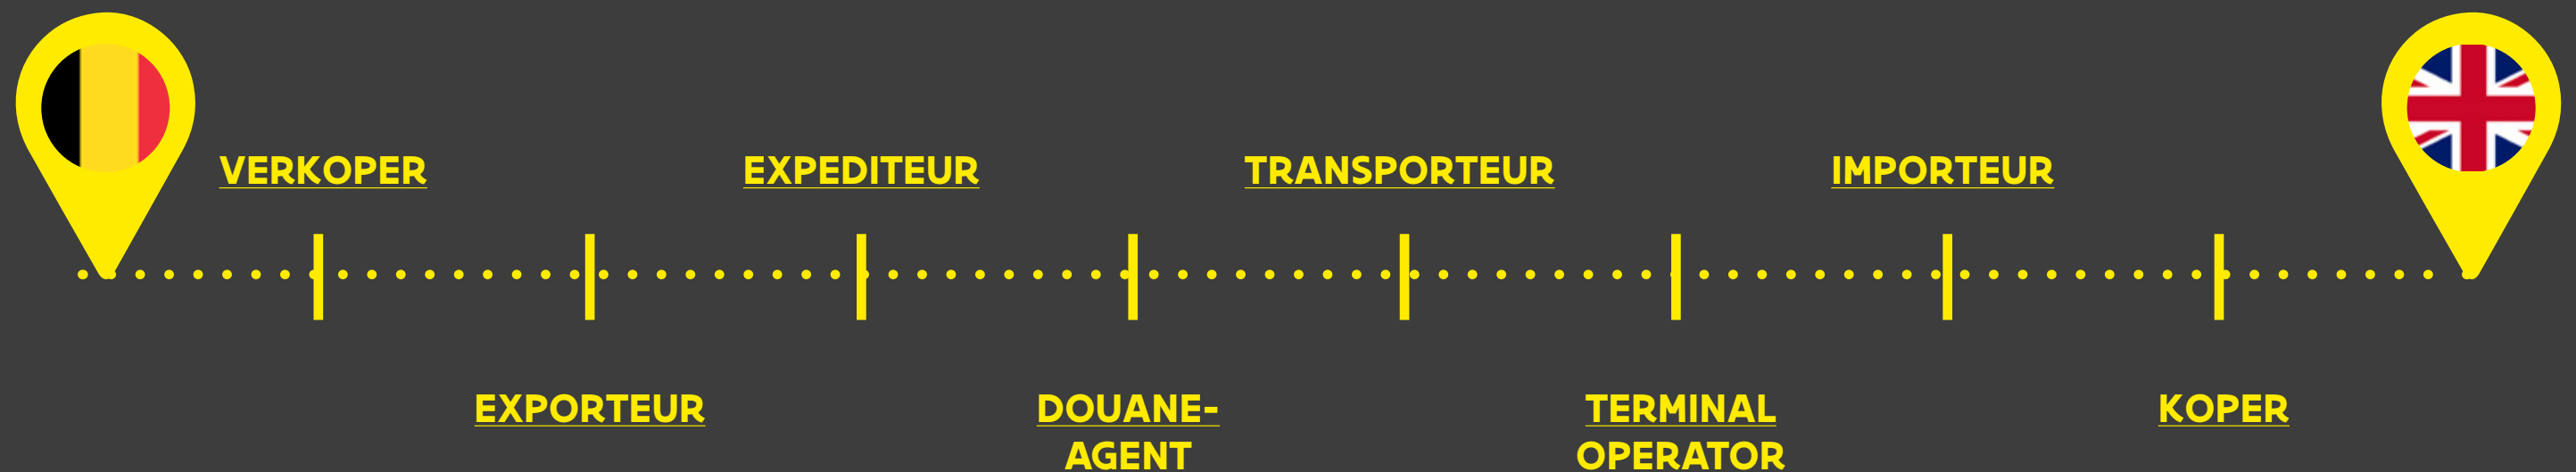 VERKOPER
EXPEDITEUR
TRANSPORTEUR
IMPORTEUR
EXPORTEUR
DOUANE-
AGENT
TERMINAL
OPERATOR
KOPER